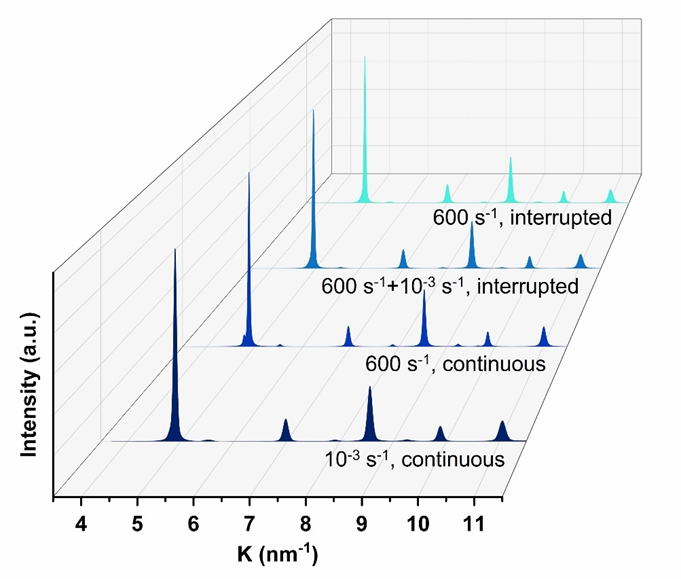 600 s⁻¹, interrupted
600 s⁻¹+10⁻³ s⁻¹, interrupted
600 s⁻¹, continuous
10⁻³ s⁻¹, continuous
Intensity (a.u.)
4 5 6 7 8 9 10 11
K (nm⁻¹)